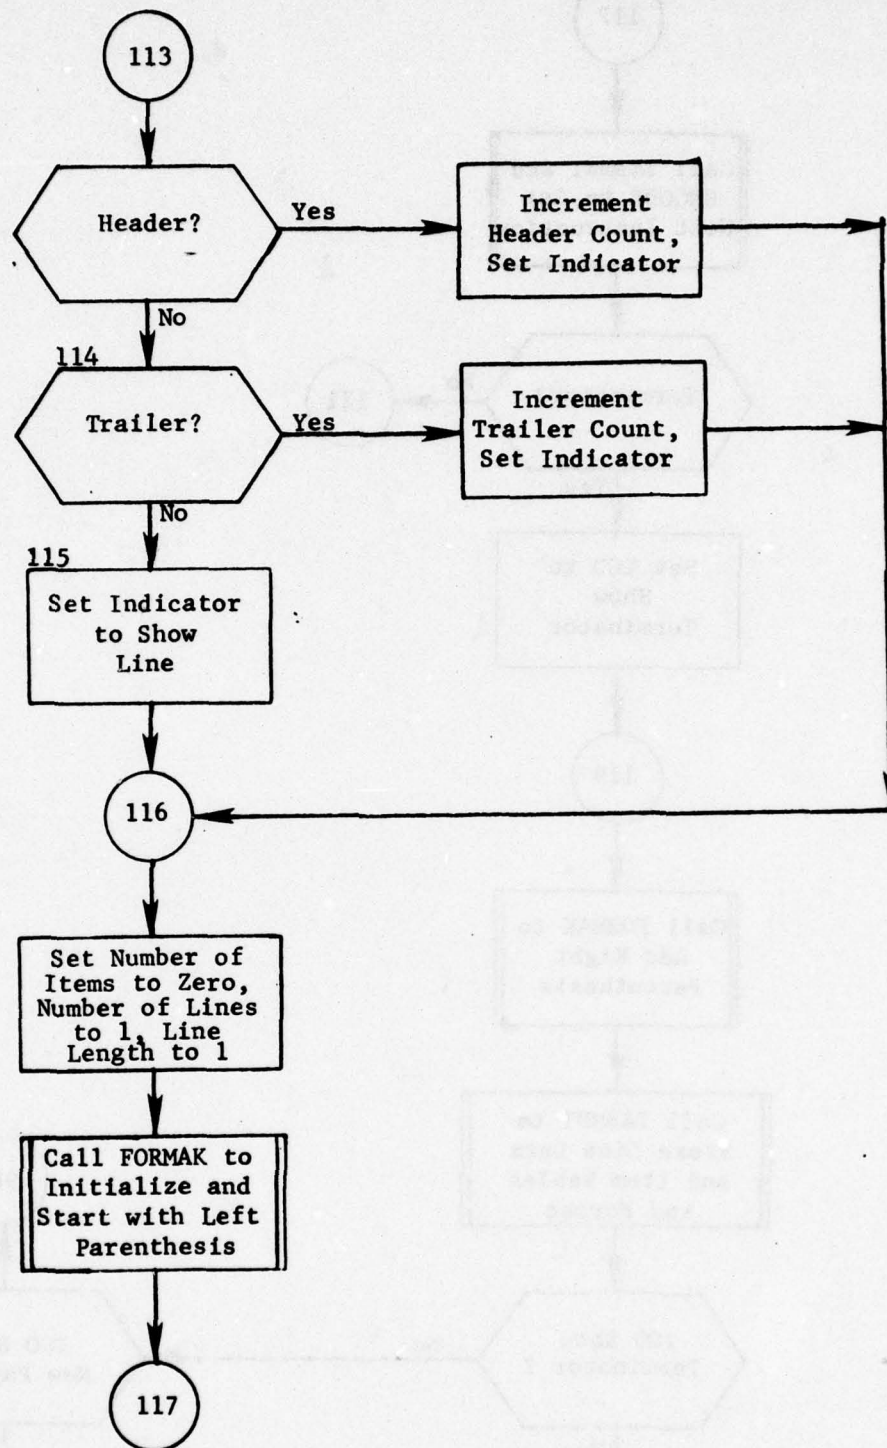 113
Header?
Yes
Increment
Header Count,
Set Indicator
No
114
Trailer?
Yes
Increment
Trailer Count,
Set Indicator
No
115
Set Indicator
to Show
Line
116
Set Number of
Items to Zero,
Number of Lines
to 1, Line
Length to 1
Call FORMAK to
Initialize and
Start with Left
Parenthesis
117